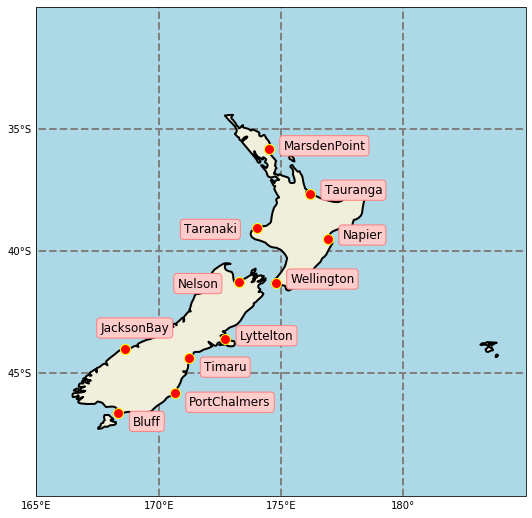 35°S
MarsdenPoint
Tauranga
Taranaki
Napier
40°S
Nelson
Wellington
JacksonBay
Lyttelton
Timaru
45°S
PortChalmers
Bluff
165°E
170°E
175°E
180°